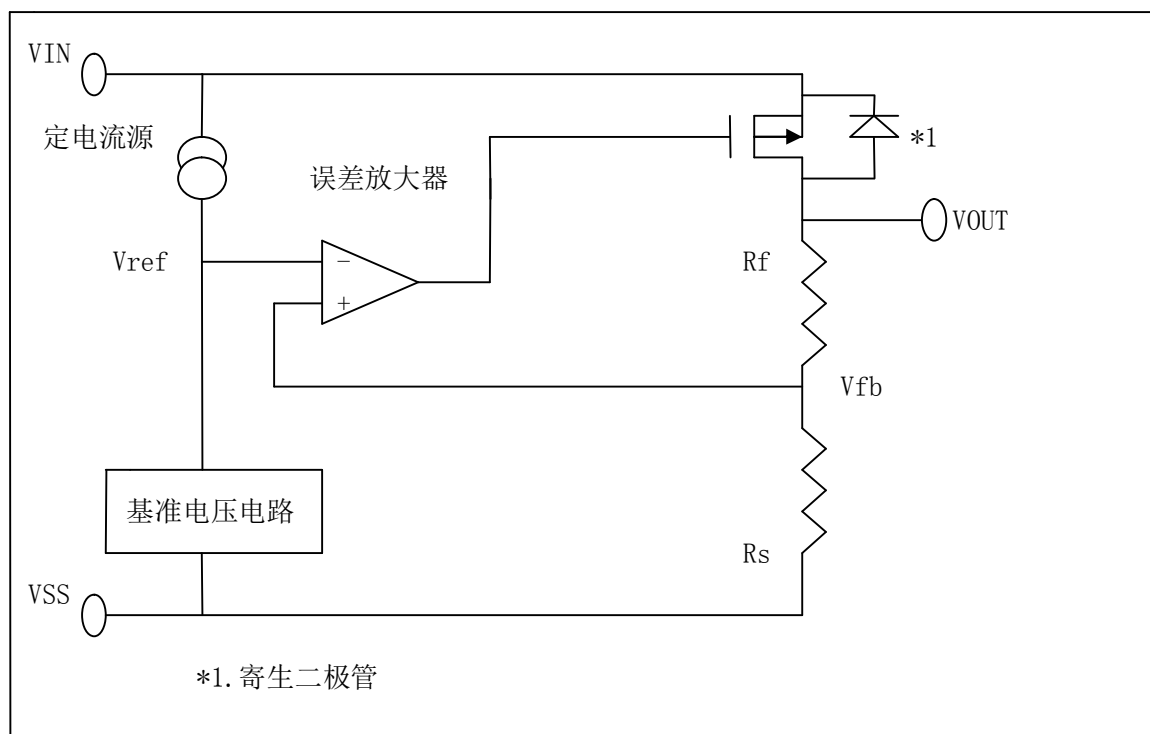 VIN
定电流源
*1
误差放大器
VOUT
Vref
−
Rf
+
Vfb
基准电压电路
Rs
VSS
*1.寄生二极管